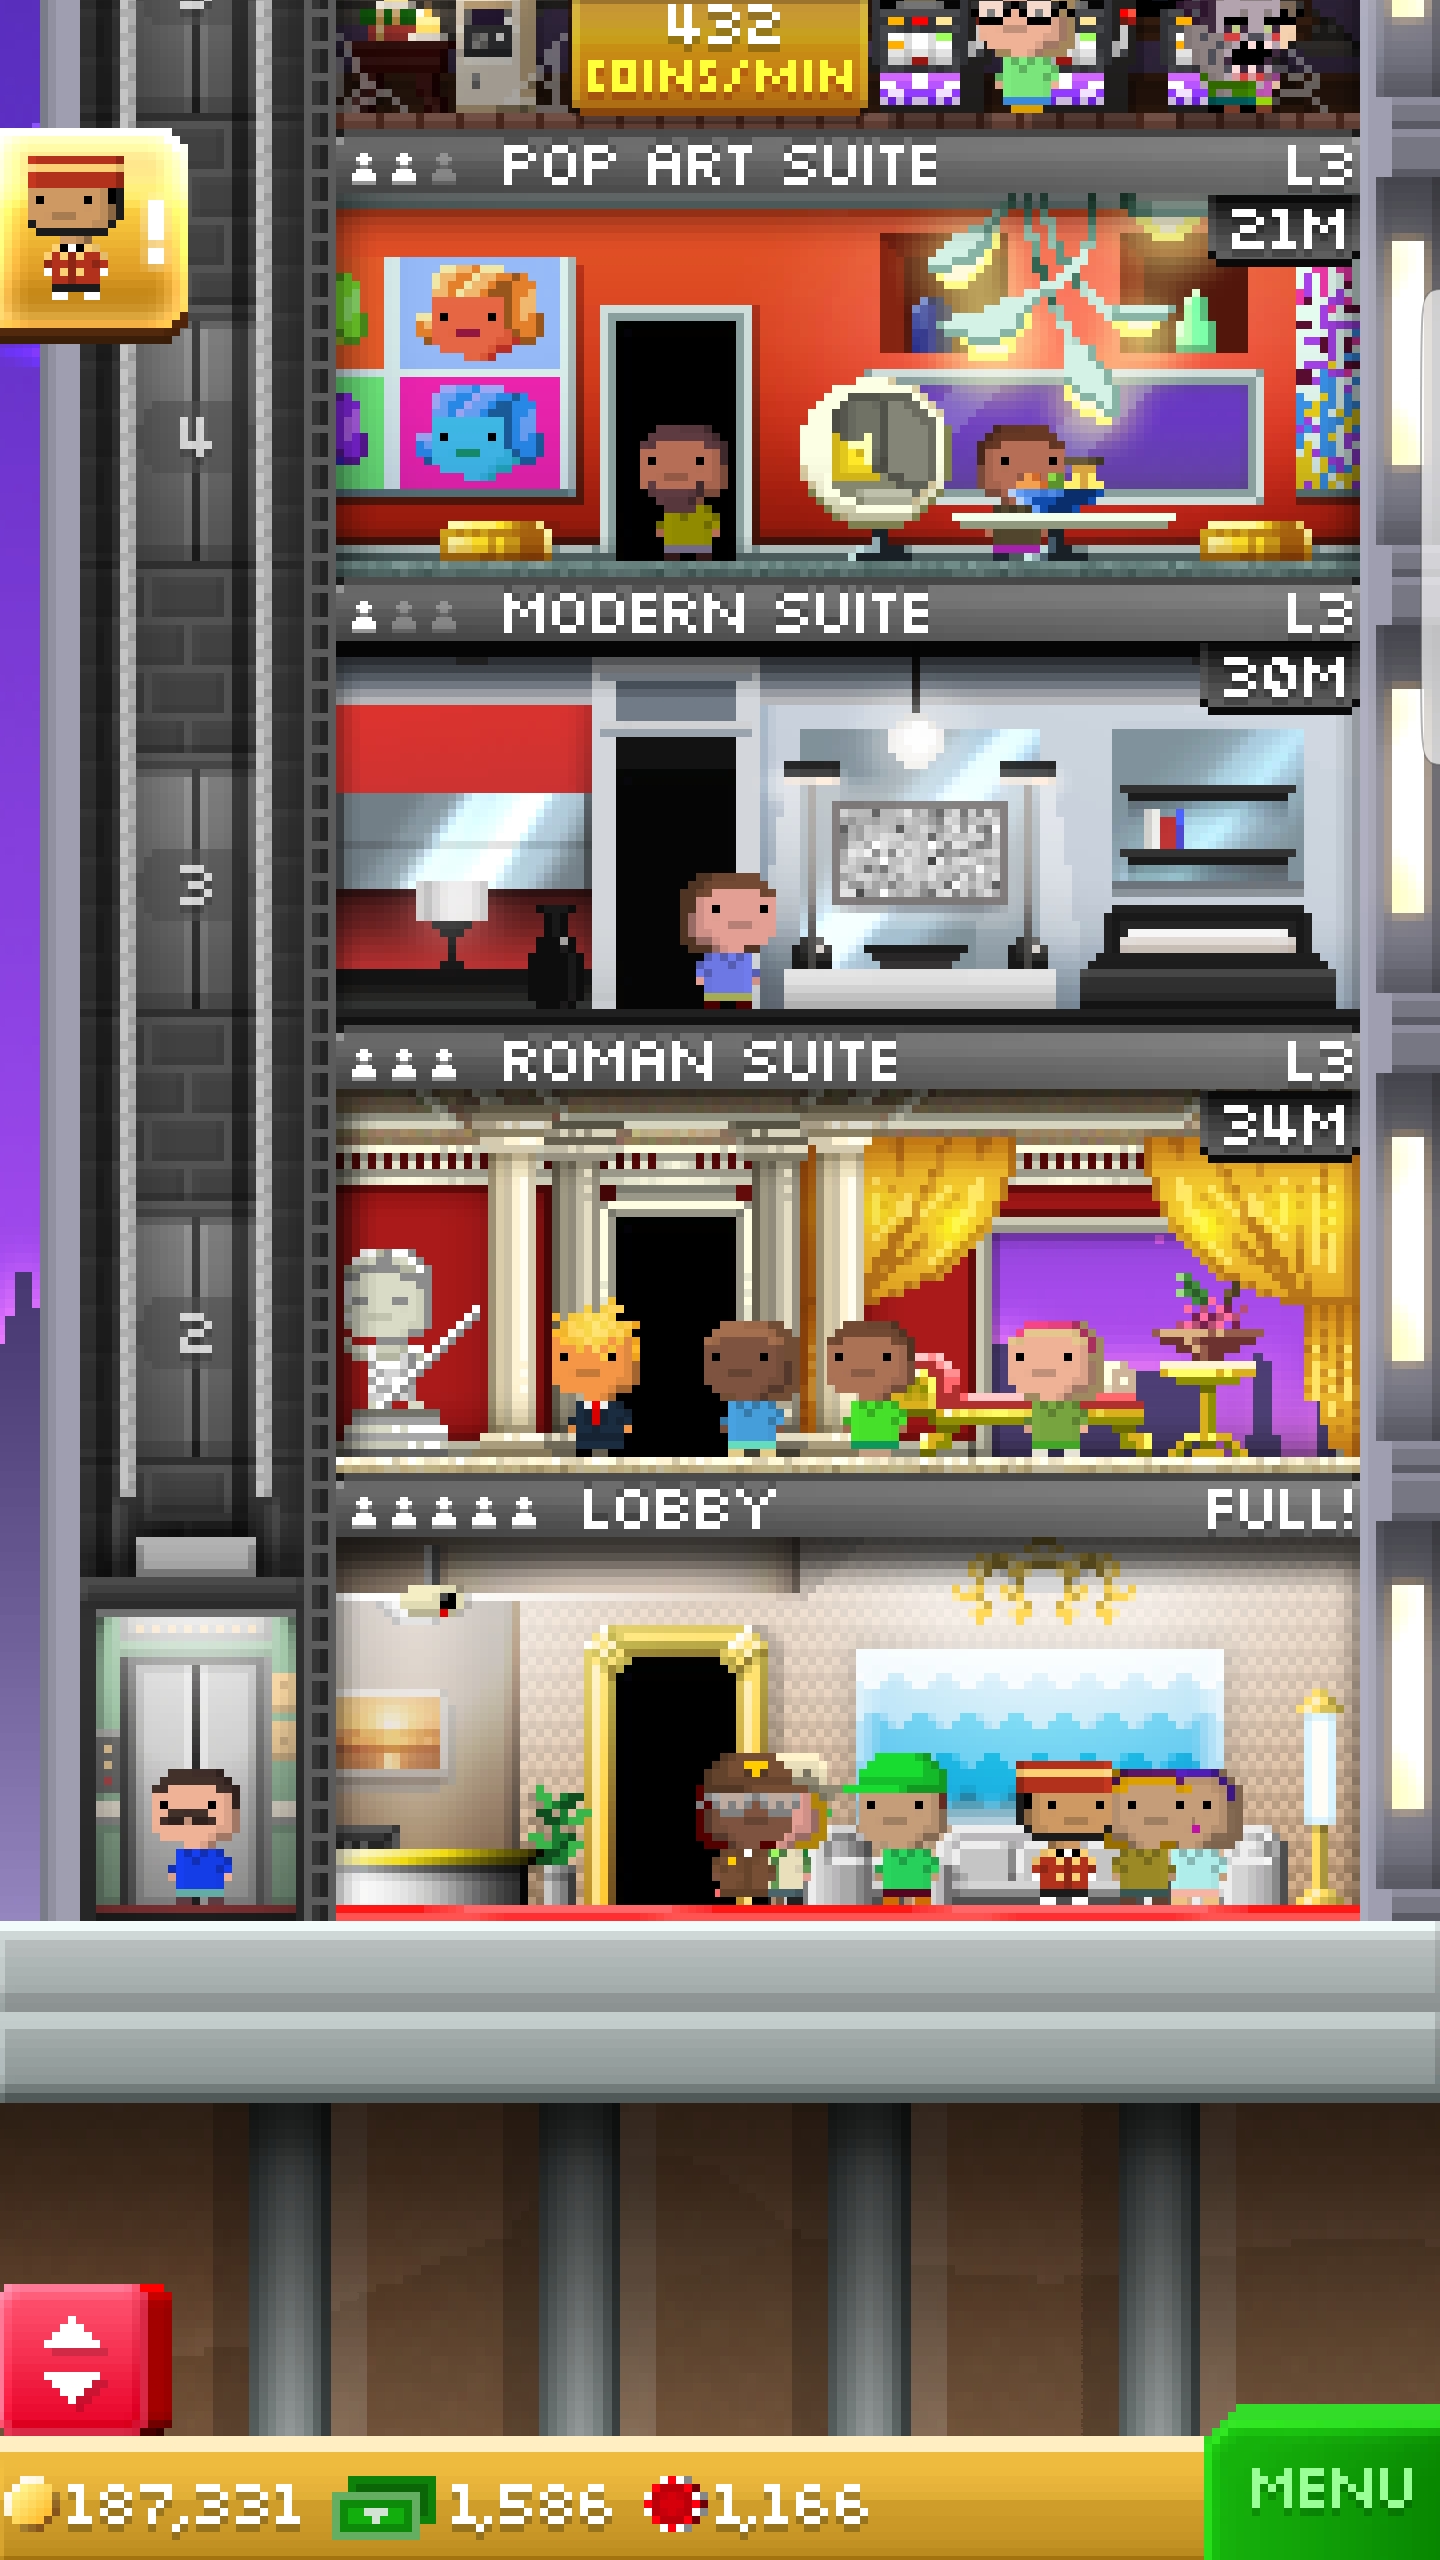 432
COINS/MIN
POP ART SUITE L3
21M
4
MODERN SUITE L3
30M
3
ROMAN SUITE L3
34M
2
LOBBY FULL!
187,331 1,586 1,166
MENU